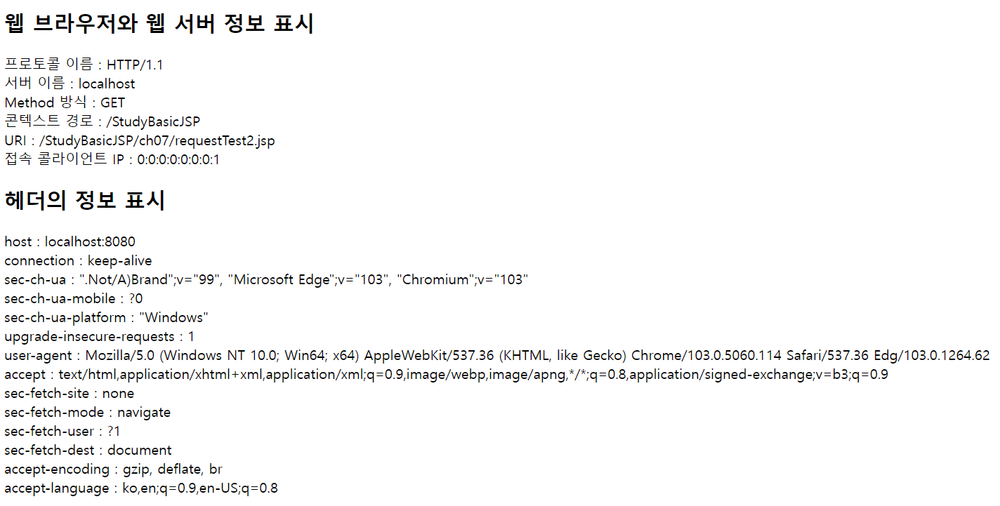 웹 브라우저와 웹 서버 정보 표시
프로토콜 이름 : HTTP/1.1
서버 이름 : localhost
Method 방식 : GET
콘텍스트 경로 : /StudyBasicJSP
URI : /StudyBasicJSP/ch07/requestTest2.jsp
접속 콜라이언트 IP : 0:0:0:0:0:0:0:1
헤더의 정보 표시
host : localhost:8080
connection : keep-alive
sec-ch-ua : ".Not/A)Brand";v="99", "Microsoft Edge";v="103", "Chromium";v="103"
sec-ch-ua-mobile : ?0
sec-ch-ua-platform : "Windows"
upgrade-insecure-requests : 1
user-agent : Mozilla/5.0 (Windows NT 10.0; Win64; x64) AppleWebKit/537.36 (KHTML, like Gecko) Chrome/103.0.5060.114 Safari/537.36 Edg/103.0.1264.62
accept : text/html,application/xhtml+xml,application/xml;q=0.9,image/webp,image/apng,*/*;q=0.8,application/signed-exchange;v=b3;q=0.9
sec-fetch-site : none
sec-fetch-mode : navigate
sec-fetch-user : ?1
sec-fetch-dest : document
accept-encoding : gzip, deflate, br
accept-language : ko,en;q=0.9,en-US;q=0.8